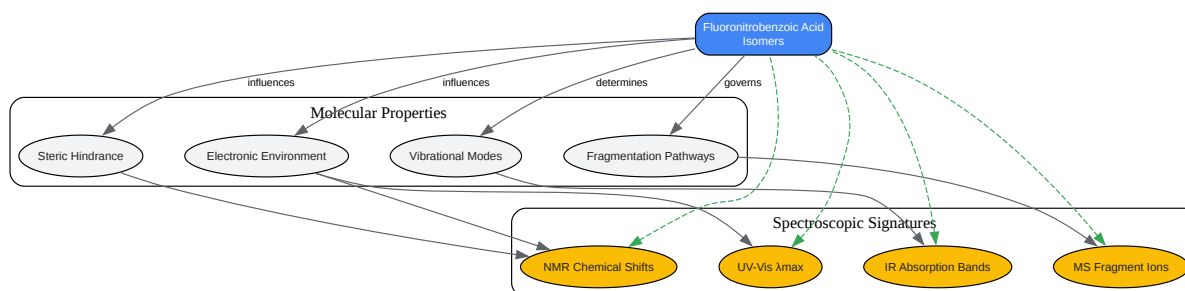 Fluoronitrobenzoic Acid
Isomers
influences
influences
determines
governs
Molecular Properties
Steric Hindrance
Electronic Environment
Vibrational Modes
Fragmentation Pathways
Spectroscopic Signatures
NMR Chemical Shifts
UV-Vis λmax
IR Absorption Bands
MS Fragment Ions